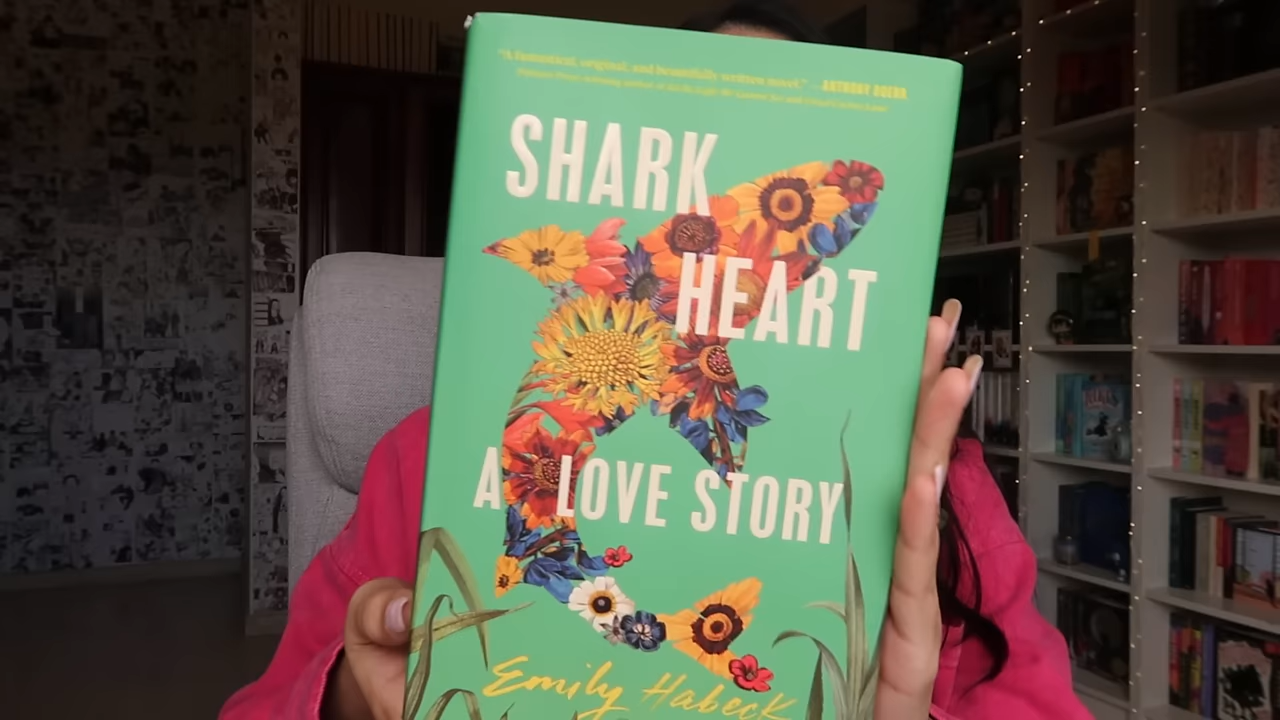 "A fantastical, original, and beautifully written novel." —ANTHONY DOERR,
SHARK
HEART
A LOVE STORY
Emily Habeck